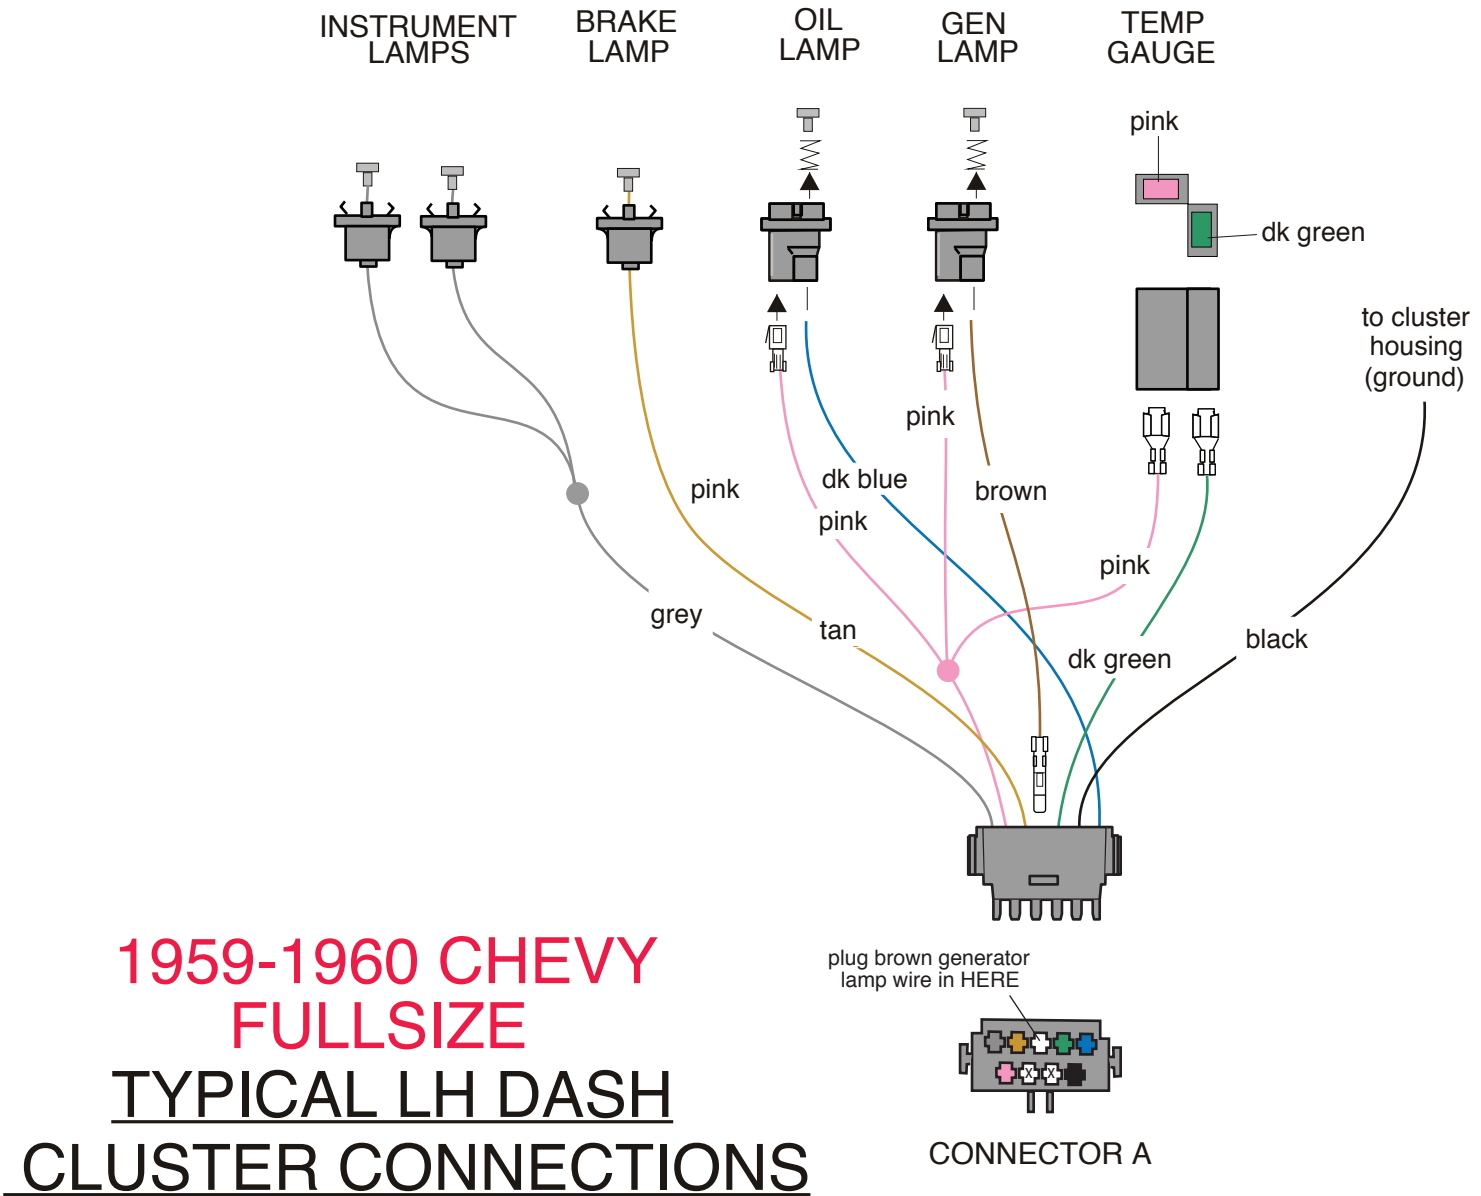 INSTRUMENT
LAMPS
BRAKE
LAMP
OIL
LAMP
GEN
LAMP
TEMP
GAUGE
pink
dk green
to cluster
housing
(ground)
pink
dk blue
pink
pink
brown
pink
grey
tan
dk green
black
plug brown generator
lamp wire in HERE
X X
CONNECTOR A
1959-1960 CHEVY
FULLSIZE
TYPICAL LH DASH
CLUSTER CONNECTIONS